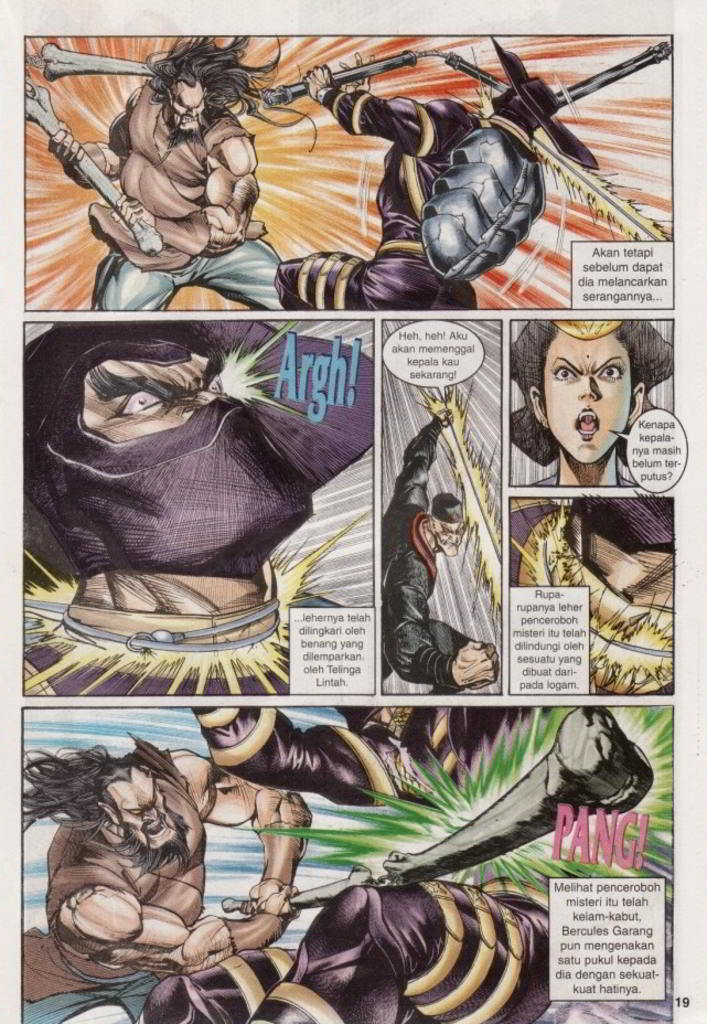 Akan tetapi
sebelum dapat
dia melancarkan
serangannya...
Argh!
...lehernya telah
dilingkari oleh
benang yang
dilemparkan.
oleh Telinga
Lintah.
Heh, heh! Aku
akan memenggal
kepala kau
sekarang!
Kenapa
kepala-
nya masih
belum ter-
putus?
Rupa-
rupanya leher
penceroboh
misteri itu telah
dilindungi oleh
sesuatu yang
dibuat dari-
pada logam.
PANG!
Melihat penceroboh
misteri itu telah
keiam-kabut,
Bercules Garang
pun mengenakan
satu pukul kepada
dia dengan sekuat-
kuat hatinya.
19